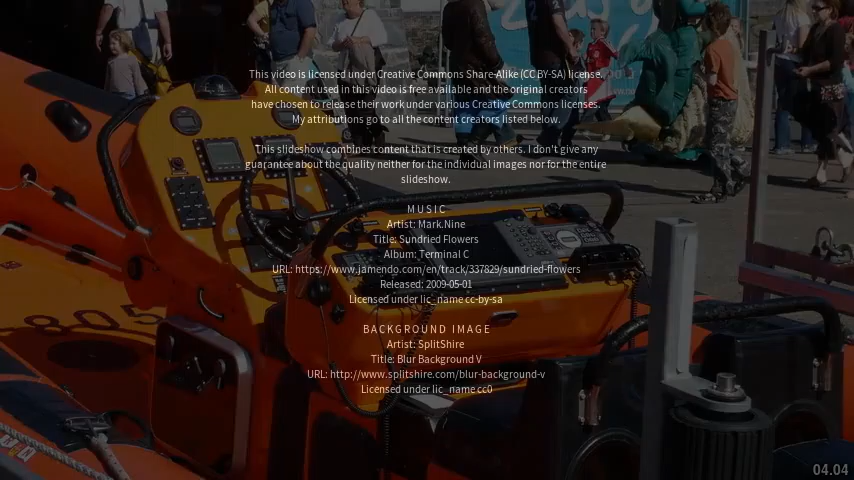 This video is licensed under Creative Commons Share-Alike (CC BY-SA) license.
All content used in this video is free available and the original creators
have chosen to release their work under various Creative Commons licenses.
My attributions go to all the content creators listed below.
This slideshow combines content that is created by others. I don't give any
guarantee about the quality neither for the individual images nor for the entire
slideshow.
MUSIC
Artist: Mark.Nine
Title: Sundried Flowers
Album: Terminal C
URL: https://www.jamendo.com/en/track/337829/sundried-flowers
Released: 2009-05-01
Licensed under lic_name cc-by-sa
BACKGROUND IMAGE
Artist: SplitShire
Title: Blur Background V
URL: http://www.splitshire.com/blur-background-v
Licensed under lic_name cc0
805
04.04